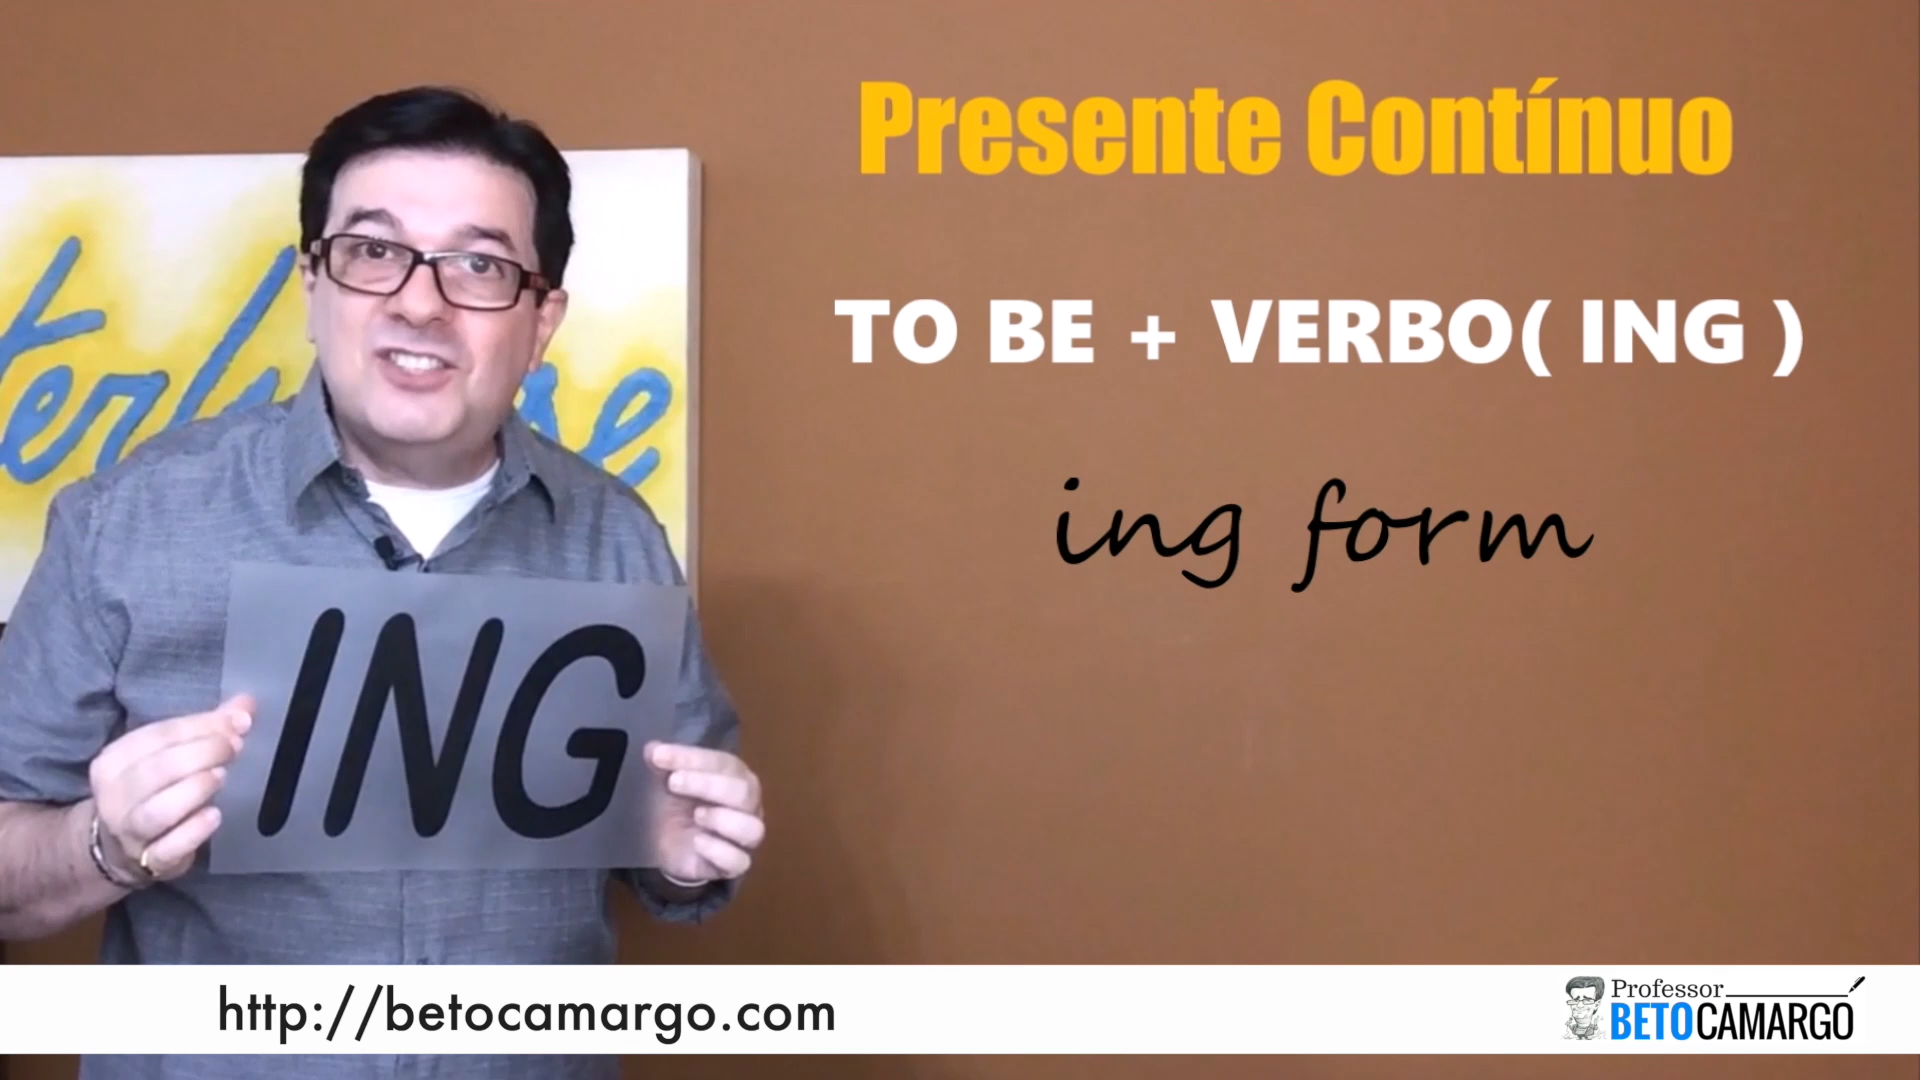 Presente Contínuo
TO BE + VERBO( ING )
ing form
ING
http://betocamargo.com
Professor
BETOCAMARGO